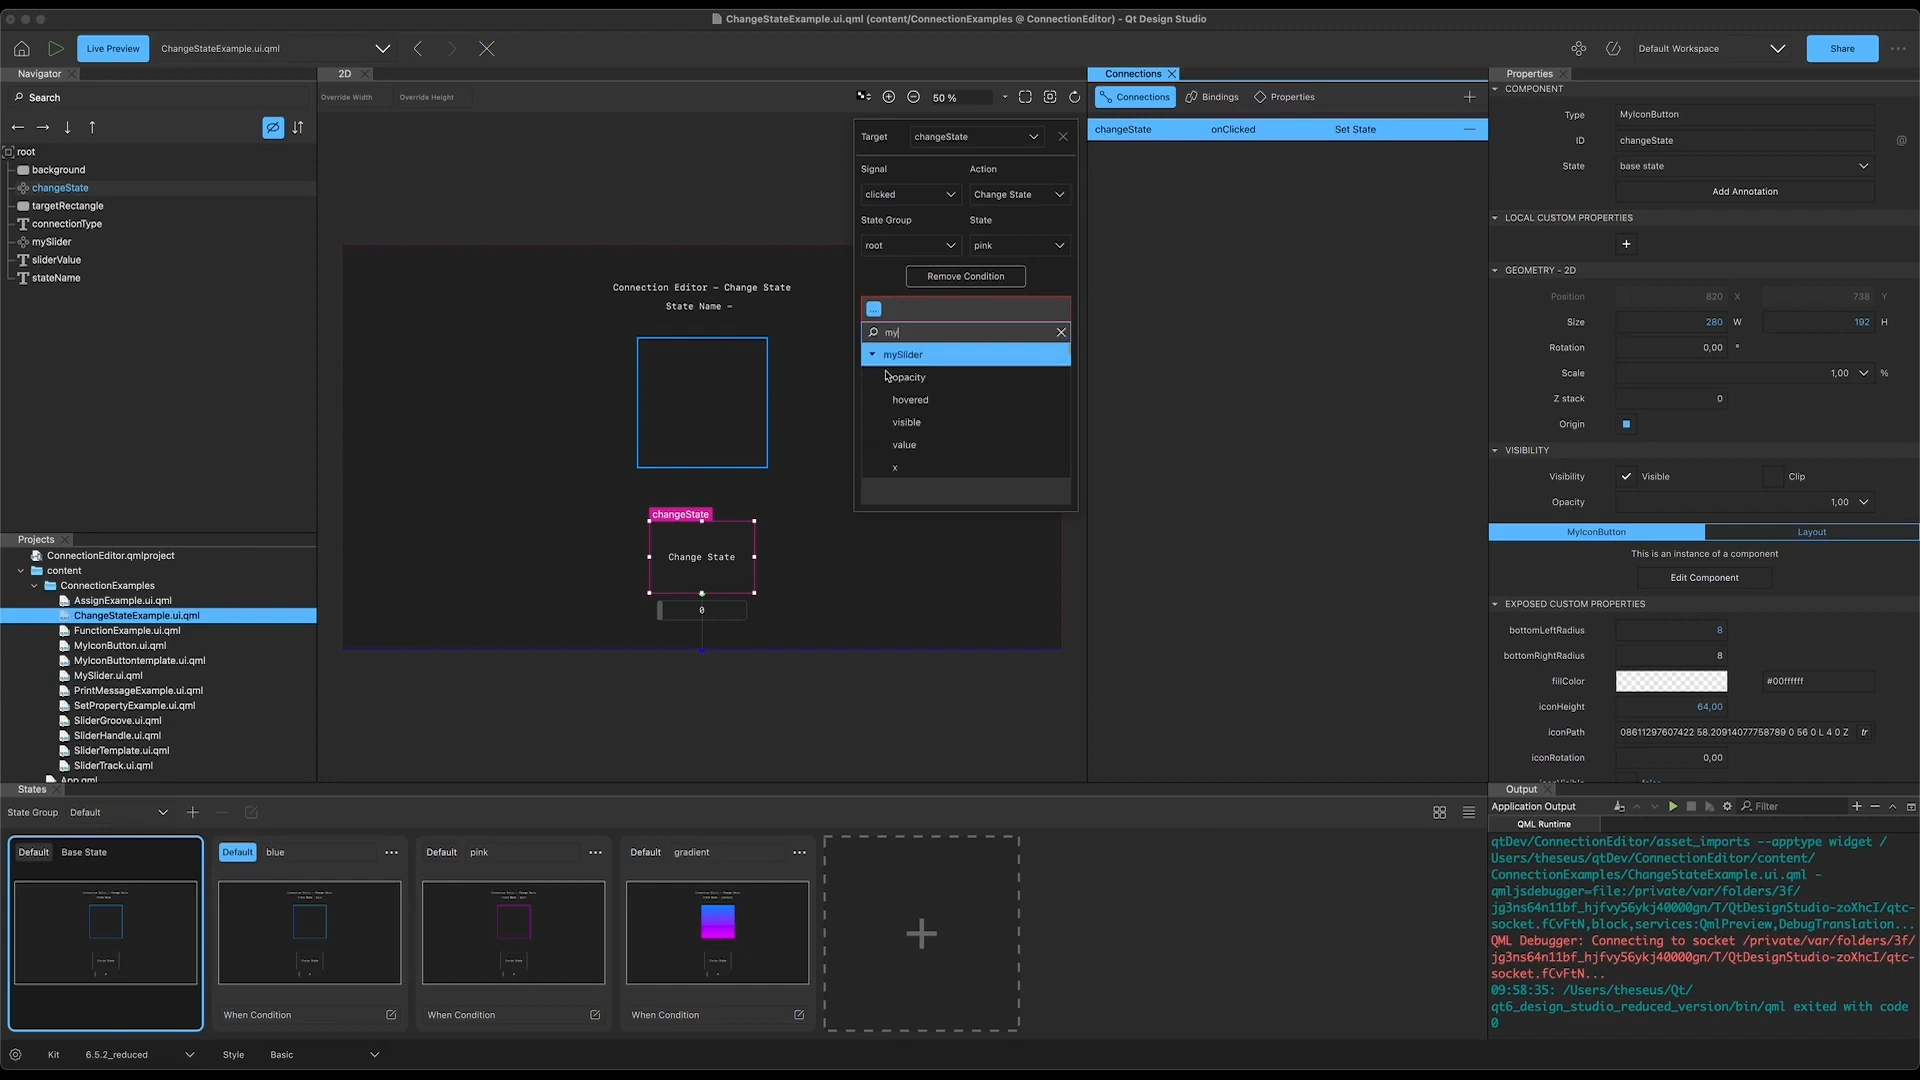 ChangeStateExample.ui.qml (content/ConnectionExamples @ ConnectionEditor) - Qt Design Studio
Live Preview
ChangeStateExample.ui.qml
Default Workspace
Share
Navigator
Search
root
background
changeState
targetRectangle
connectionType
mySlider
sliderValue
stateName
Projects
ConnectionEditor.qmlproject
content
ConnectionExamples
AssignExample.ui.qml
ChangeStateExample.ui.qml
FunctionExample.ui.qml
MyIconButton.ui.qml
MyIconButtontemplate.ui.qml
MySlider.ui.qml
PrintMessageExample.ui.qml
SetPropertyExample.ui.qml
SliderGroove.ui.qml
SliderHandle.ui.qml
SliderTemplate.ui.qml
SliderTrack.ui.qml
App.qml
2D
Override Width
Override Height
50 %
Connection Editor - Change State
State Name -
changeState
Change State
0
Target
changeState
Signal
Action
clicked
Change State
State Group
State
root
pink
Remove Condition
...
my
mySlider
opacity
hovered
visible
value
x
Connections
Connections
Bindings
Properties
changeState
onClicked
Set State
Properties
COMPONENT
Type
MyIconButton
ID
changeState
@
State
base state
Add Annotation
LOCAL CUSTOM PROPERTIES
GEOMETRY - 2D
Position
820
X
738
Y
Size
280
W
192
H
Rotation
0,00
°
Scale
1,00
%
Z stack
0
Origin
VISIBILITY
Visibility
Visible
Clip
Opacity
1,00
MyIconButton
Layout
This is an instance of a component
Edit Component
EXPOSED CUSTOM PROPERTIES
bottomLeftRadius
8
bottomRightRadius
8
fillColor
#00ffffff
iconHeight
64,00
iconPath
08611297607422 58.20914077758789 0 56 0 L 4 0 Z
tr
iconRotation
0,00
States
State Group
Default
Default
Base State
Default
blue
When Condition
Default
pink
When Condition
Default
gradient
When Condition
Output
Application Output
Filter
QML Runtime
qtDev/ConnectionEditor/asset_imports --apptype widget /
Users/theseus/qtDev/ConnectionEditor/content/
ConnectionExamples/ChangeStateExample.ui.qml -
qmljsdebugger=file:/private/var/folders/3f/
jg3ns64n11bf_hjfvy56ykj40000gn/T/QtDesignStudio-zoXhcI/qtc-
socket.fCvFtN,block,services:QmlPreview,DebugTranslation...
QML Debugger: Connecting to socket /private/var/folders/3f/
jg3ns64n11bf_hjfvy56ykj40000gn/T/QtDesignStudio-zoXhcI/qtc-
socket.fCvFtN...
09:58:35: /Users/theseus/Qt/
qt6_design_studio_reduced_version/bin/qml exited with code
0
Kit
6.5.2_reduced
Style
Basic